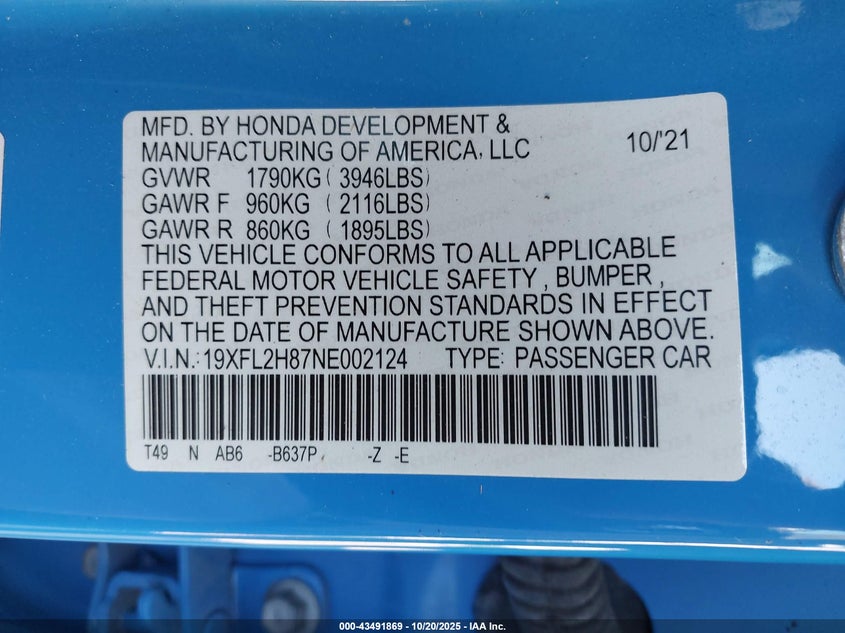 MFD. BY HONDA DEVELOPMENT &
MANUFACTURING OF AMERICA, LLC 10/'21
GVWR 1790KG ( 3946LBS)
GAWR F 960KG ( 2116LBS)
GAWR R 860KG ( 1895LBS)
THIS VEHICLE CONFORMS TO ALL APPLICABLE
FEDERAL MOTOR VEHICLE SAFETY , BUMPER ,
AND THEFT PREVENTION STANDARDS IN EFFECT
ON THE DATE OF MANUFACTURE SHOWN ABOVE.
V.I.N.: 19XFL2H87NE002124 TYPE: PASSENGER CAR
T49 N AB6 -B637P -Z -E
000-43491869 | 10/20/2025 | IAA Inc.